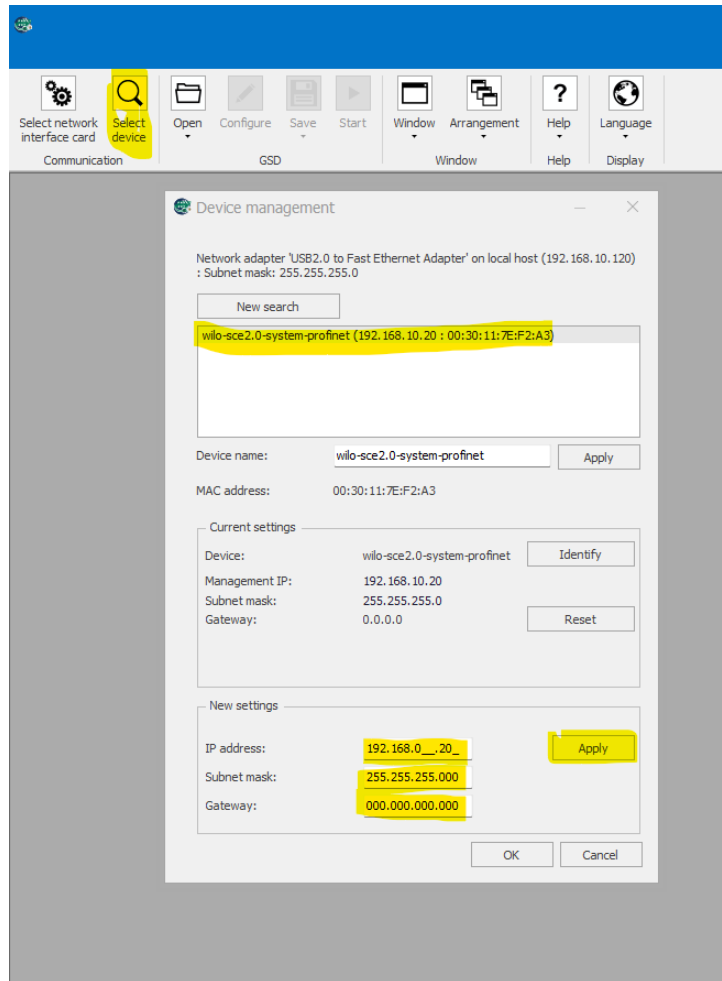 Select network interface card
Select device
Open
Configure
Save
Start
Window
Arrangement
Help
Language
Communication
GSD
Window
Help
Display
Device management
Network adapter 'USB2.0 to Fast Ethernet Adapter' on local host (192.168.10.120)
: Subnet mask: 255.255.255.0
New search
wilo-sce2.0-system-profinet (192.168.10.20 : 00:30:11:7E:F2:A3)
Device name: wilo-sce2.0-system-profinet Apply
MAC address: 00:30:11:7E:F2:A3
Current settings
Device: wilo-sce2.0-system-profinet Identify
Management IP: 192.168.10.20
Subnet mask: 255.255.255.0
Gateway: 0.0.0.0 Reset
New settings
IP address: 192.168.0__.20_ Apply
Subnet mask: 255.255.255.000
Gateway: 000.000.000.000
OK Cancel